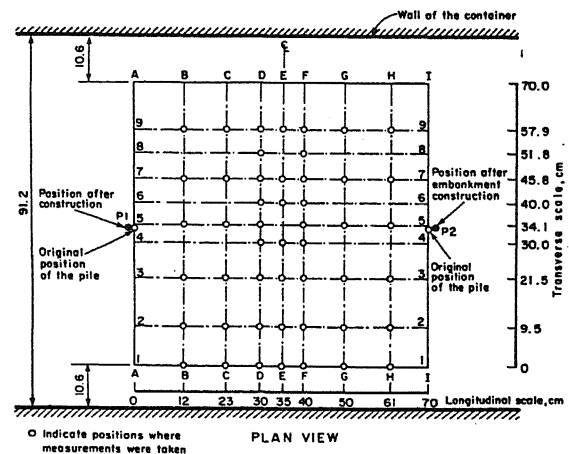 Wall of the container
10.6
℄
A B C D E F G H I
70.0
9 9 57.9
8 8 51.8
7 7 45.8
Position after embankment construction
6 6 40.0
Position after construction
P1 5 5 P2 34.1
4 4 30.0
Original position of the pile
Original position of the pile
3 3 21.5
2 2 9.5
1 1 0
91.2
Transverse scale, cm
10.6
A B C D E F G H I
0 12 23 30 35 40 50 61 70 Longitudinal scale, cm
O Indicate positions where
measurements were taken
PLAN VIEW